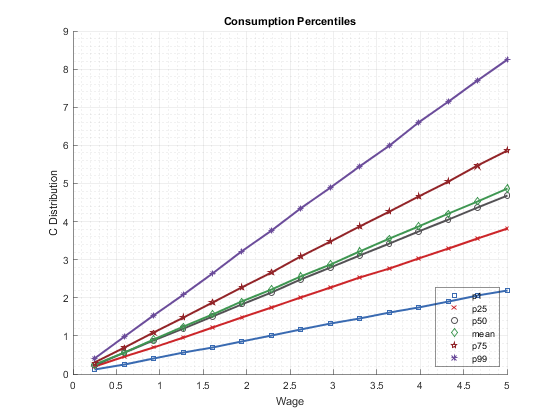 Consumption Percentiles
9
8
7
6
5
4
3
2
1
0
C Distribution
0 0.5 1 1.5 2 2.5 3 3.5 4 4.5 5
Wage
p1
p25
p50
mean
p75
p99